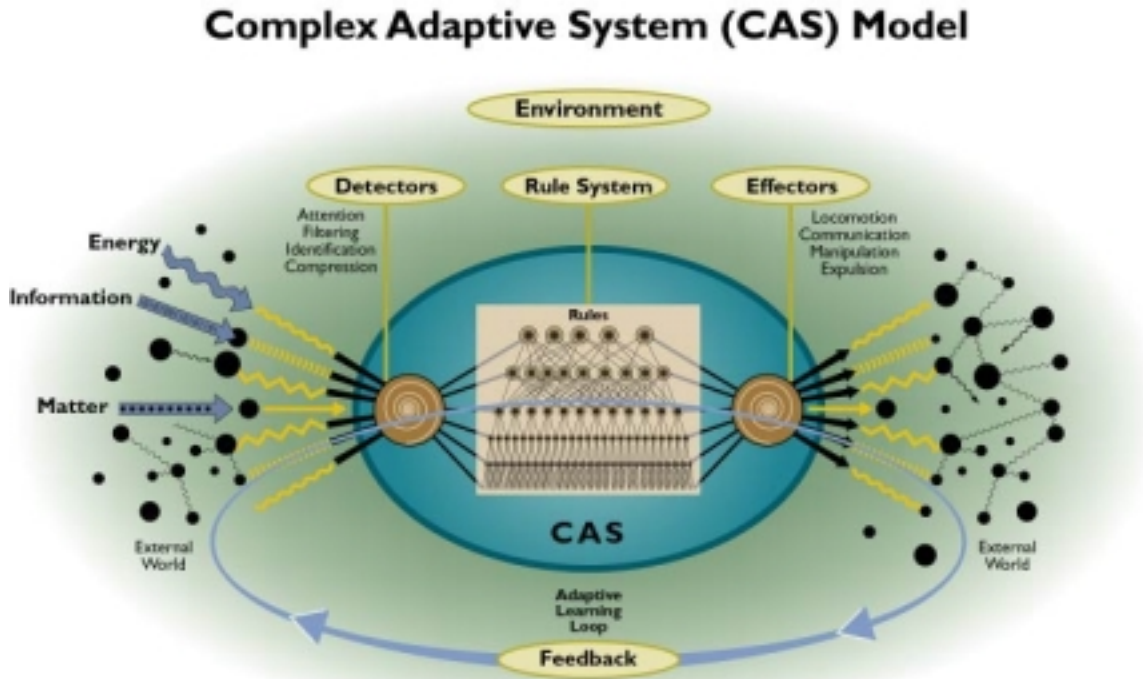 Complex Adaptive System (CAS) Model
Environment
Detectors
Attention
Filtering
Identification
Compression
Rule System
Effectors
Locomotion
Communication
Manipulation
Expulsion
Energy
Information
Matter
Rules
CAS
External
World
External
World
Adaptive
Learning
Loop
Feedback